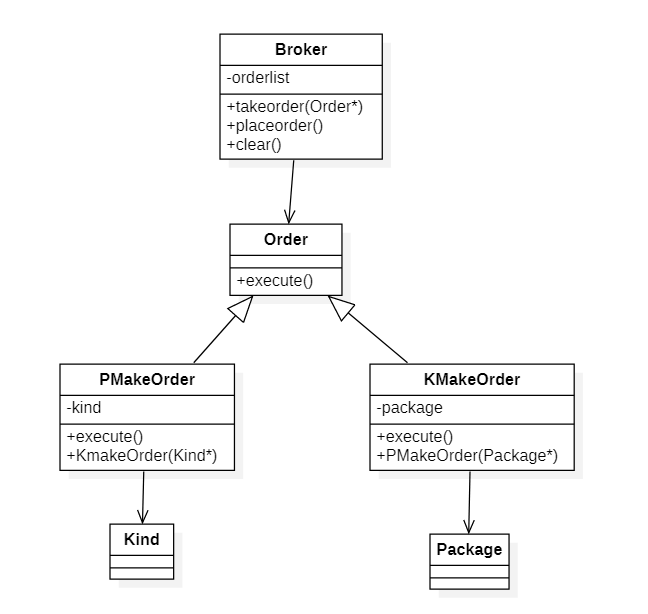 Broker
-orderlist
+takeorder(Order*)
+placeorder()
+clear()
Order
+execute()
PMakeOrder
-kind
+execute()
+KmakeOrder(Kind*)
KMakeOrder
-package
+execute()
+PMakeOrder(Package*)
Kind
Package